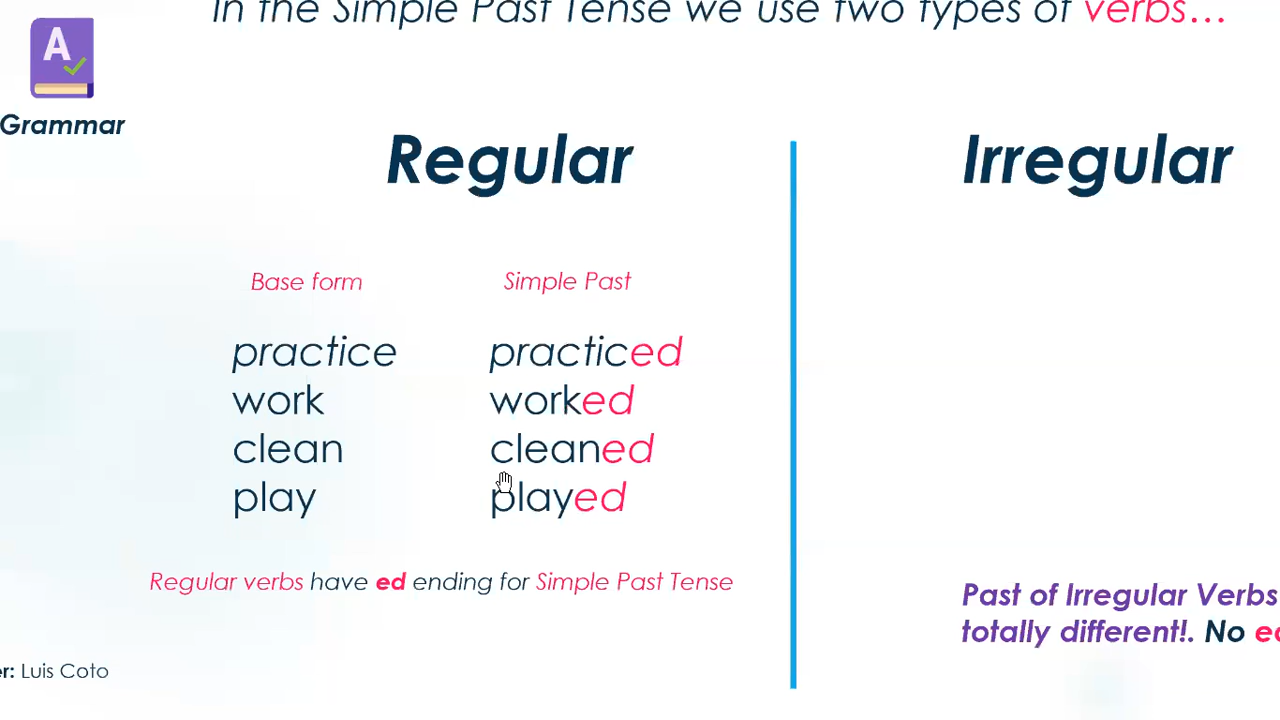 In the Simple Past Tense we use two types of verbs...
A
Grammar
Regular
Irregular
Base form Simple Past
practice practiced
work worked
clean cleaned
play played
Regular verbs have ed ending for Simple Past Tense
Past of Irregular Verbs
totally different!. No
Luis Coto